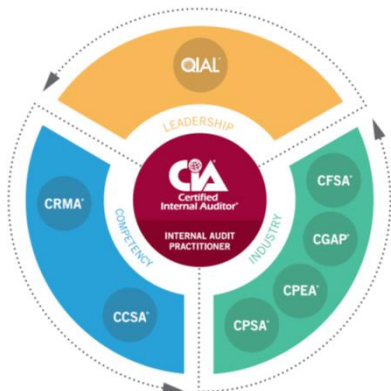 QIAL®
LEADERSHIP
CIA®
Certified
Internal Auditor®
INTERNAL AUDIT
PRACTITIONER
COMPETENCY
CRMA®
CCSA®
INDUSTRY
CFSA®
CGAP®
CPEA®
CPSA®